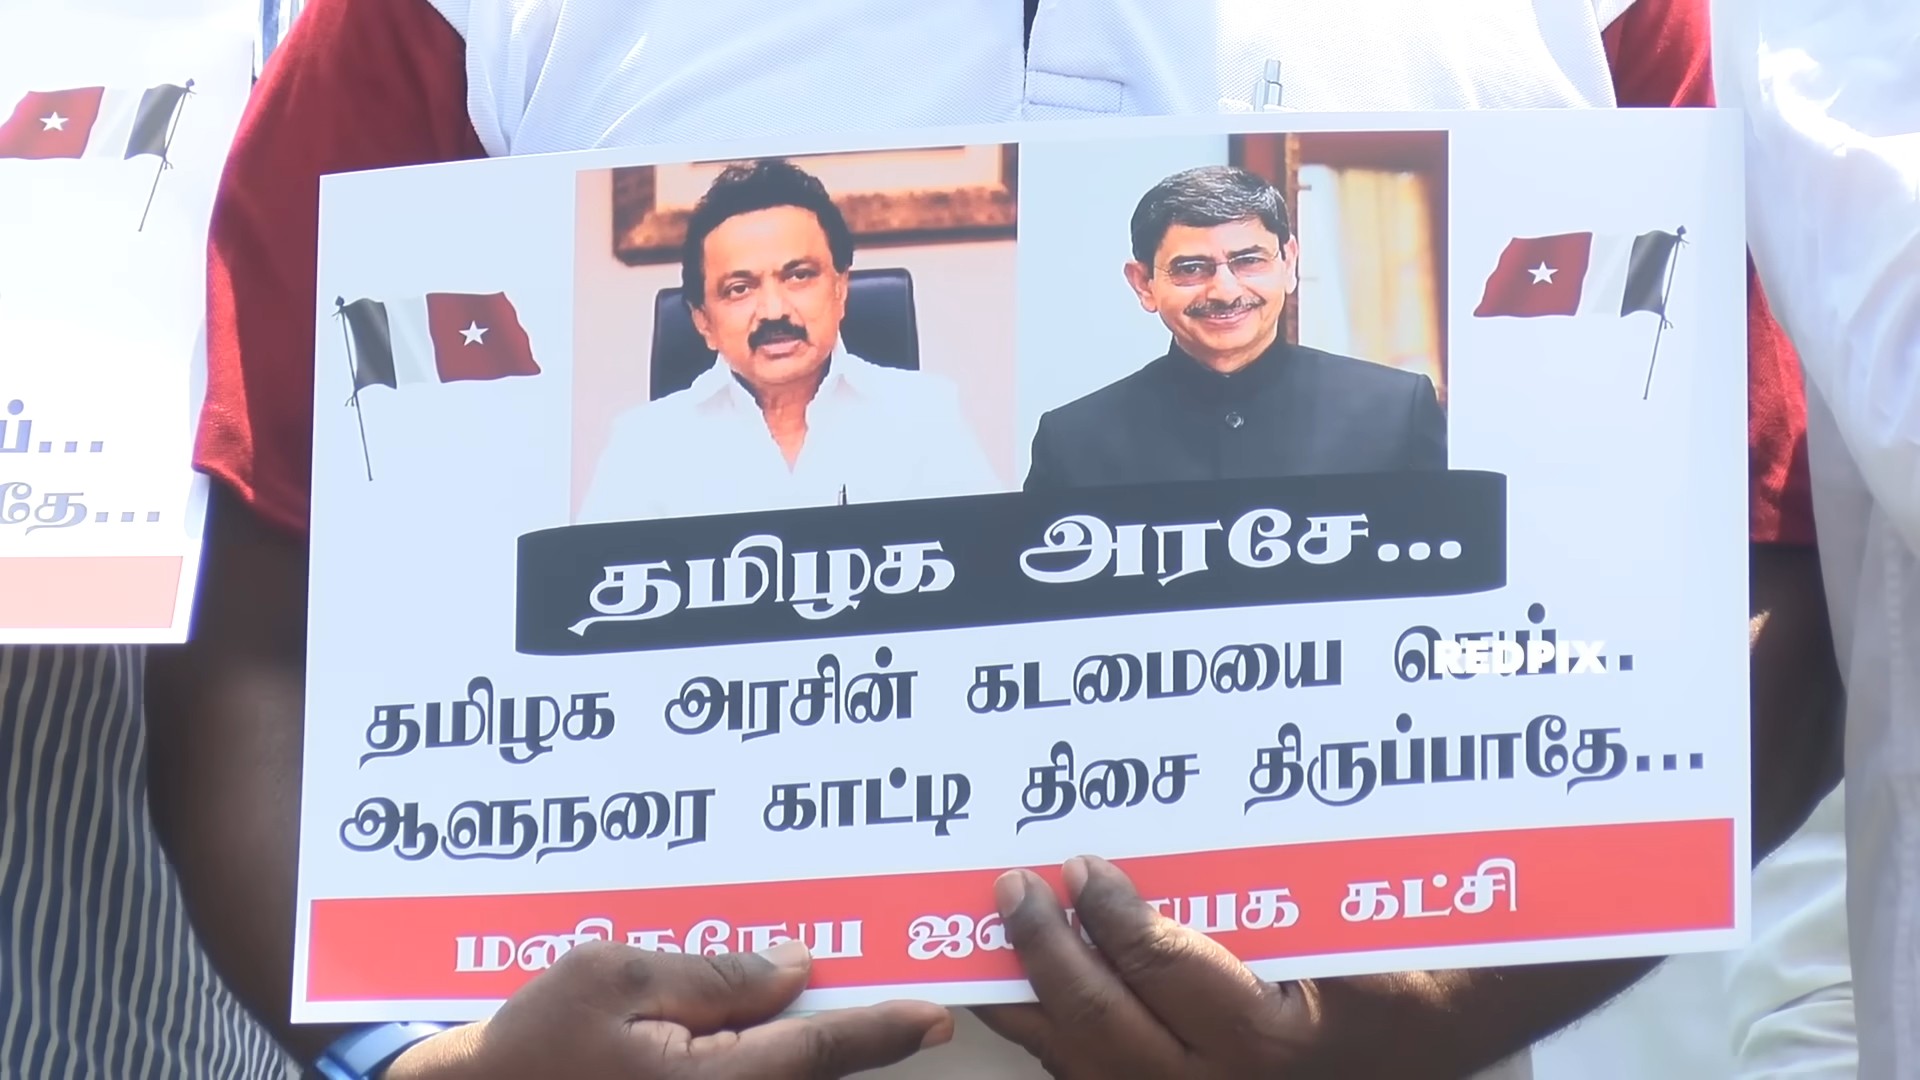 தமிழக அரசே...
தமிழக அரசின் கடமையை செய்...
ஆளுநரை காட்டி திசை திருப்பாதே...
கட்சி
REDPIX
ய்...
தே...